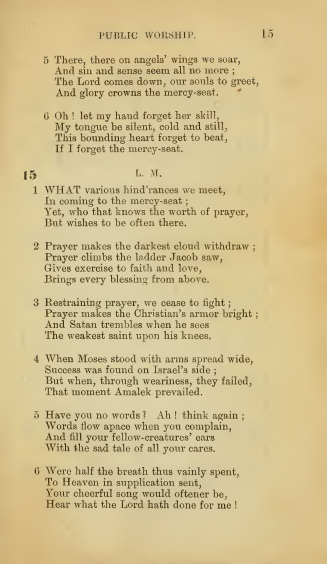 PUBLIC WORSHIP. 15
5 There, there on angels' wings we soar,
And sin and sense seem all no more ;
The Lord comes down, our souls to greet,
And glory crowns the mercy-seat.
6 Oh ! let my hand forget her skill,
My tongue be silent, cold and still,
This bounding heart forget to beat,
If I forget the mercy-seat.
15 L. M.
1 WHAT various hind'rances we meet,
In coming to the mercy-seat ;
Yet, who that knows the worth of prayer,
But wishes to be often there.
2 Prayer makes the darkest cloud withdraw ;
Prayer climbs the ladder Jacob saw,
Gives exercise to faith and love,
Brings every blessing from above.
3 Restraining prayer, we cease to fight ;
Prayer makes the Christian's armor bright ;
And Satan trembles when he sees
The weakest saint upon his knees.
4 When Moses stood with arms spread wide,
Success was found on Israel's side ;
But when, through weariness, they failed,
That moment Amalek prevailed.
5 Have you no words ? Ah ! think again ;
Words flow apace when you complain,
And fill your fellow-creatures' ears
With the sad tale of all your cares.
6 Were half the breath thus vainly spent,
To Heaven in supplication sent,
Your cheerful song would oftener be,
Hear what the Lord hath done for me !